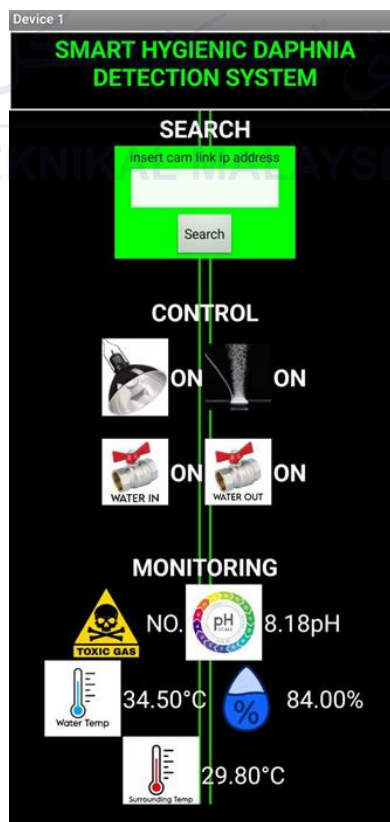 Device 1
SMART HYGIENIC DAPHNIA
DETECTION SYSTEM
SEARCH
insert cam link ip address
Search
CONTROL
ON ON
ON ON
WATER IN WATER OUT
MONITORING
TOXIC GAS NO. pH 8.18pH
Water Temp 34.50°C % 84.00%
Surrounding Temp 29.80°C